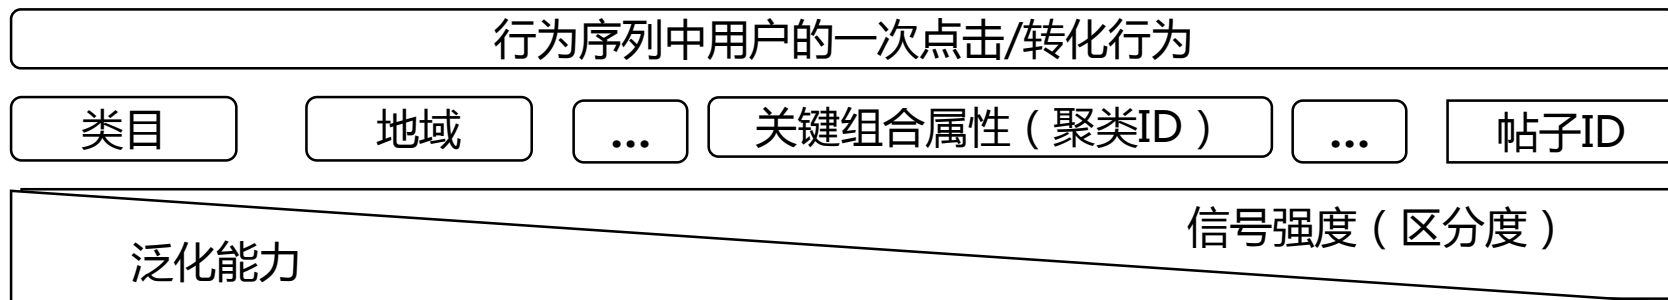 行为序列中用户的一次点击/转化行为
类目 地域 ... 关键组合属性（聚类ID） ... 帖子ID
信号强度（区分度）
泛化能力